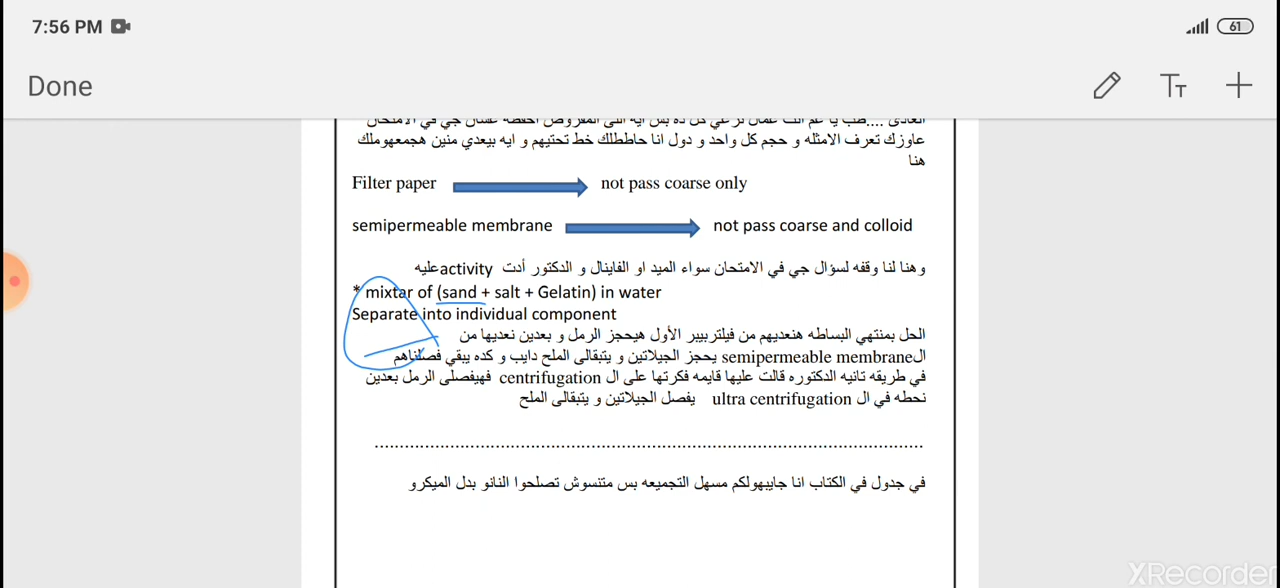 7:56 PM
61
Done
عاوزك تعرف الامثله و حجم كل واحد و دول انا حاططلك خط تحتيهم و ايه بيعدي منين هجمعهوملك
هنا
Filter paper not pass coarse only
semipermeable membrane not pass coarse and colloid
وهنا لنا وقفه لسؤال جي في الامتحان سواء الميد او الفاينال و الدكتور أدت activity عليه
* mixtar of (sand + salt + Gelatin) in water
Separate into individual component
الحل بمنتهي البساطه هنعديهم من فيلتربيبر الأول هيحجز الرمل و بعدين نعديها من
ال semipermeable membrane يحجز الجيلاتين و يتبقالى الملح دايب و كده يبقي فصلناهم
في طريقه تانيه الدكتوره قالت عليها قايمه فكرتها على ال centrifugation فهيفصلى الرمل بعدين
نحطه في ال ultra centrifugation يفصل الجيلاتين و يتبقالى الملح
................................................................................
في جدول في الكتاب انا جايبهولكم مسهل التجميعه بس متنسوش تصلحوا النانو بدل الميكرو
XRecorder